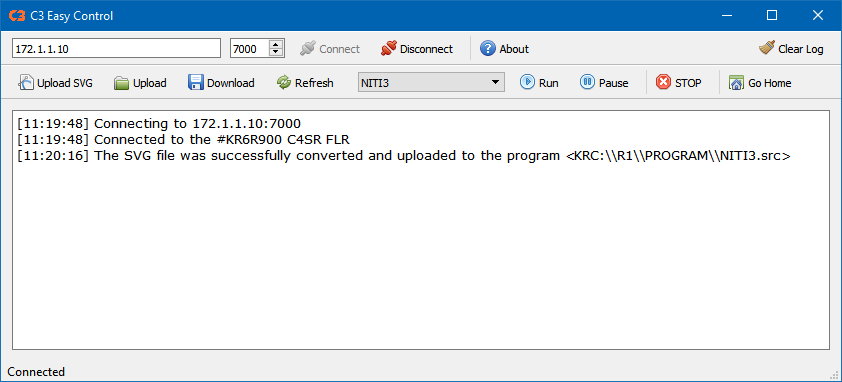 C3 C3 Easy Control
172.1.1.10 7000 Connect Disconnect ? About Clear Log
Upload SVG Upload Download Refresh NITI3 Run Pause STOP Go Home
[11:19:48] Connecting to 172.1.1.10:7000
[11:19:48] Connected to the #KR6R900 C4SR FLR
[11:20:16] The SVG file was successfully converted and uploaded to the program <KRC:\\R1\\PROGRAM\\NITI3.src>
Connected